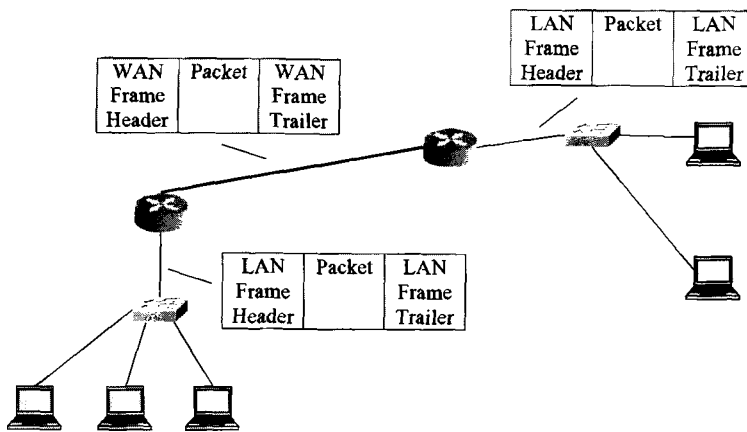 LAN Packet LAN
Frame Frame
Header Trailer
WAN Packet WAN
Frame Frame
Header Trailer
LAN Packet LAN
Frame Frame
Header Trailer